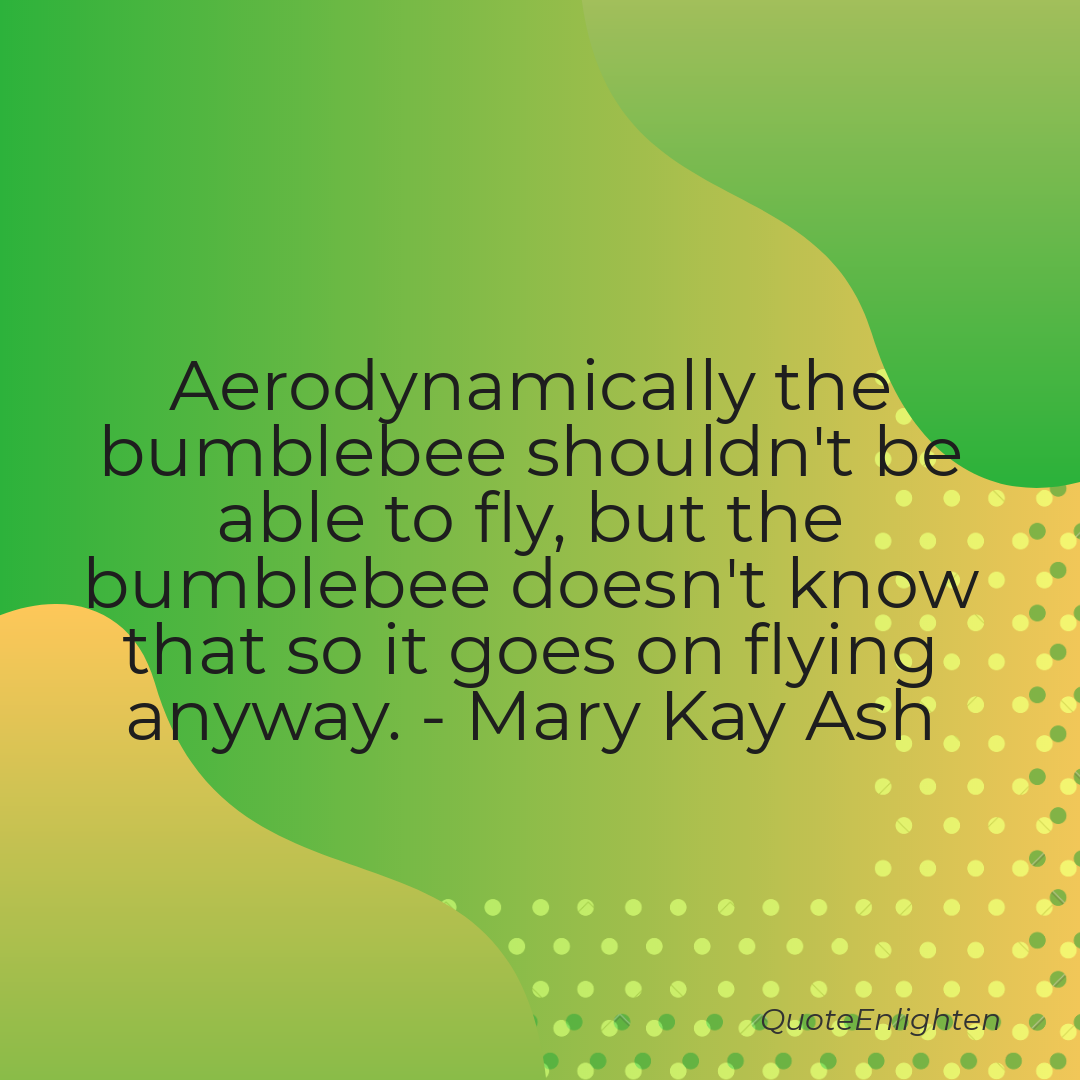 Aerodynamically the
bumblebee shouldn't be
able to fly, but the
bumblebee doesn't know
that so it goes on flying
anyway. - Mary Kay Ash
QuoteEnlighten